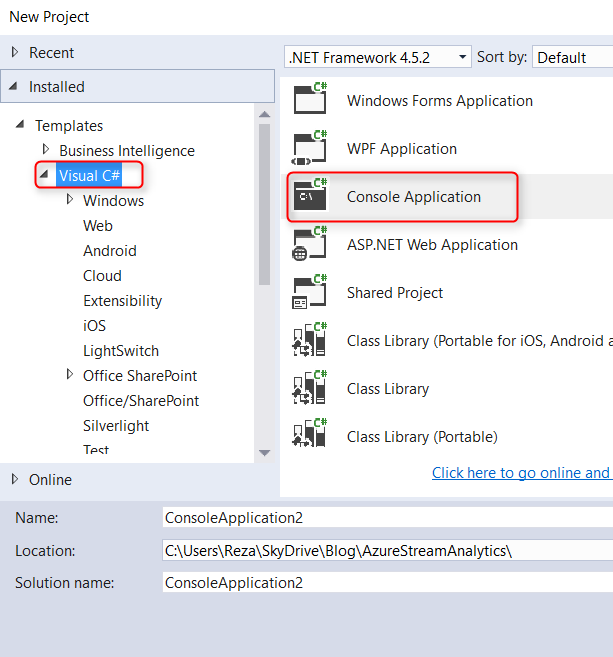 New Project
Recent
Installed
Templates
Business Intelligence
Visual C#
Windows
Web
Android
Cloud
Extensibility
iOS
LightSwitch
Office SharePoint
Office/SharePoint
Silverlight
Test
Online
.NET Framework 4.5.2 Sort by: Default
C# Windows Forms Application
C# WPF Application
C# C:\ Console Application
C# ASP.NET Web Application
C# Shared Project
C# Class Library (Portable for iOS, Android a
C# Class Library
C# Class Library (Portable)
Click here to go online and
Name: ConsoleApplication2
Location: C:\Users\Reza\SkyDrive\Blog\AzureStreamAnalytics\
Solution name: ConsoleApplication2